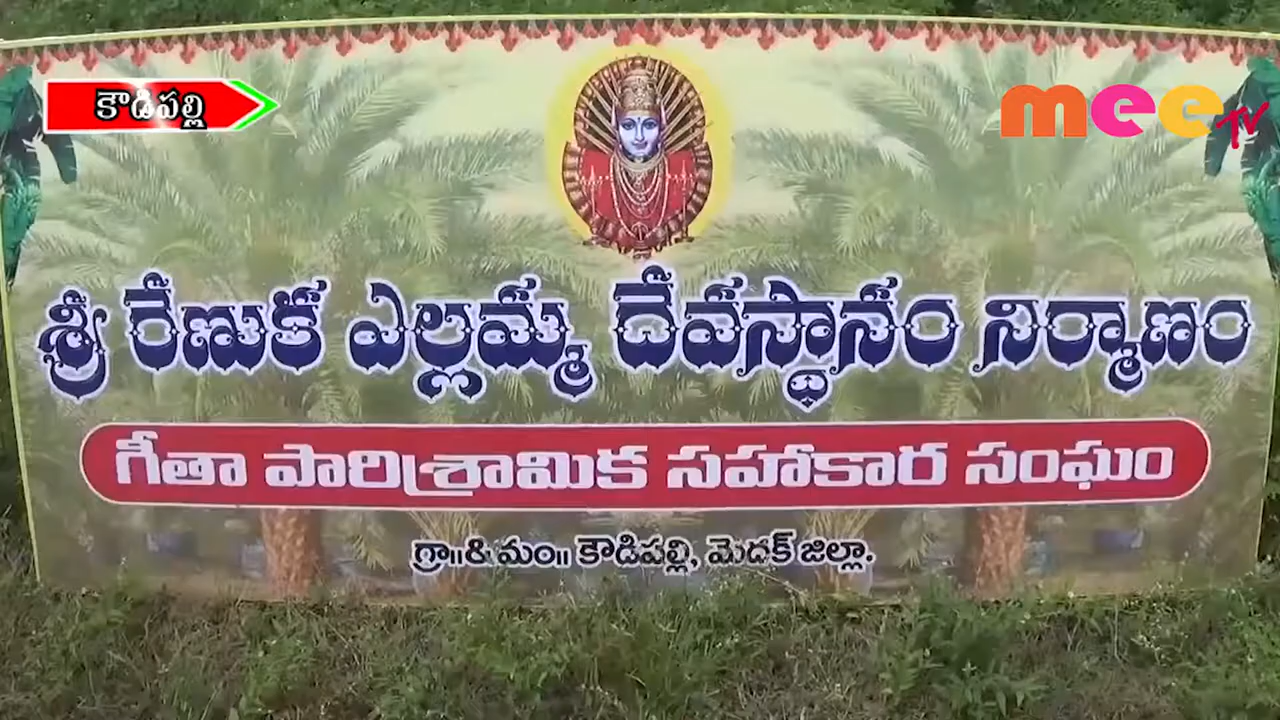 కౌడిపల్లి
mee TV
శ్రీ రేణుక ఎల్లమ్మ దేవస్థానం నిర్మాణం
గీతా పారిశ్రామిక సహకార సంఘం
గ్రా॥&మం॥ కౌడిపల్లి, మెదక్ జిల్లా.